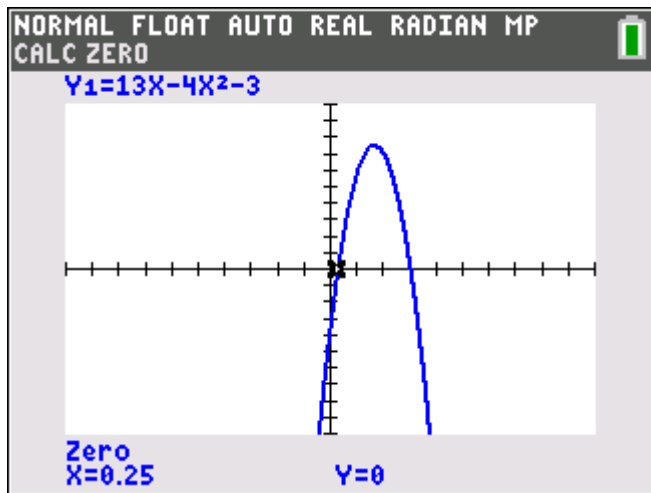 NORMAL FLOAT AUTO REAL RADIAN MP
CALC ZERO
Y₁=13X-4X²-3
Zero
X=0.25 Y=0